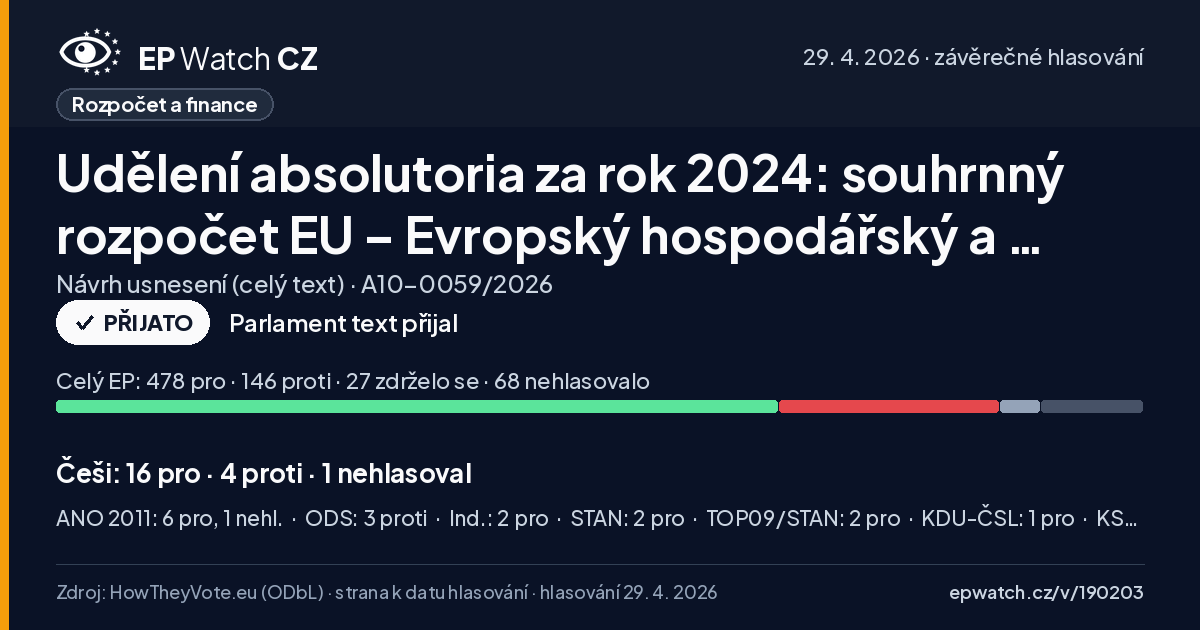 EP Watch CZ
29. 4. 2026 · závěrečné hlasování
Rozpočet a finance
Udělení absolutoria za rok 2024: souhrnný
rozpočet EU – Evropský hospodářský a …
Návrh usnesení (celý text) · A10-0059/2026
✓ PŘIJATO Parlament text přijal
Celý EP: 478 pro · 146 proti · 27 zdrželo se · 68 nehlasovalo
Češi: 16 pro · 4 proti · 1 nehlasoval
ANO 2011: 6 pro, 1 nehl. · ODS: 3 proti · Ind.: 2 pro · STAN: 2 pro · TOP09/STAN: 2 pro · KDU-ČSL: 1 pro · KS…
Zdroj: HowTheyVote.eu (ODbL) · strana k datu hlasování · hlasování 29. 4. 2026
epwatch.cz/v/190203